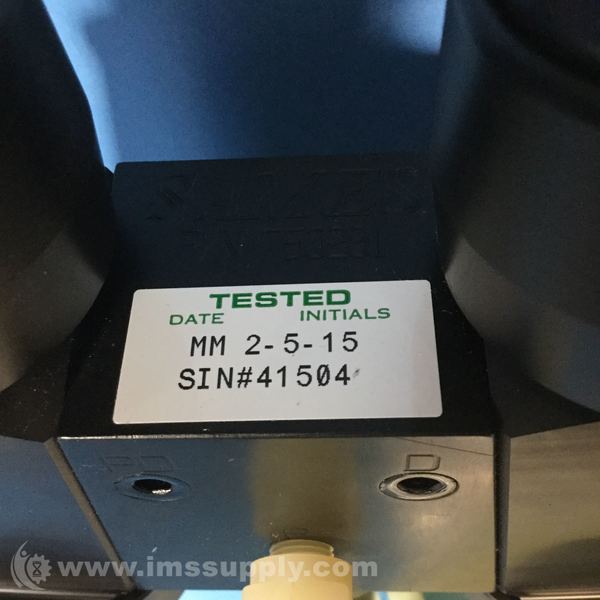 TESTED
DATE INITIALS
MM 2-5-15
SIN#41504
D
www.imssupply.com